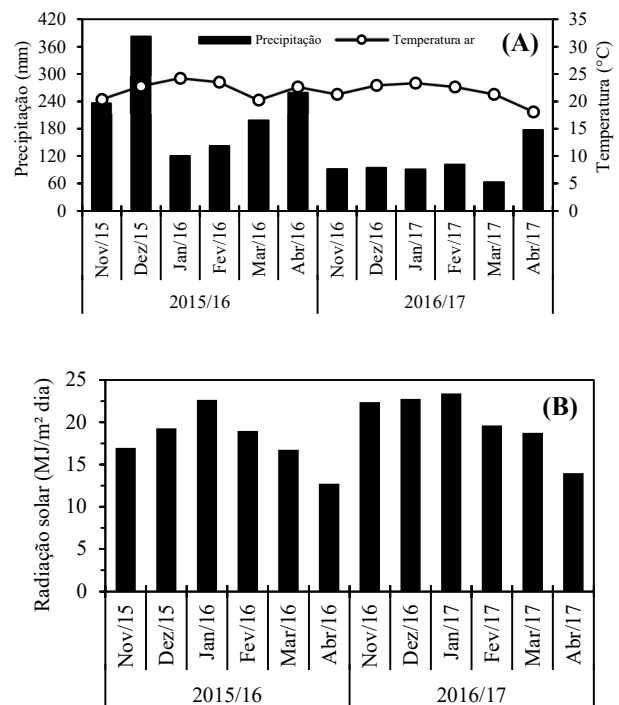 420
360
300
240
180
120
60
0
Precipitação (mm)
Precipitação
Temperatura ar
(A)
35
30
25
20
15
10
5
0
Temperatura (°C)
Nov/15
Dez/15
Jan/16
Fev/16
Mar/16
Abr/16
Nov/16
Dez/16
Jan/17
Fev/17
Mar/17
Abr/17
2015/16
2016/17
25
20
15
10
5
0
Radiação solar (MJ/m² dia)
(B)
Nov/15
Dez/15
Jan/16
Fev/16
Mar/16
Abr/16
Nov/16
Dez/16
Jan/17
Fev/17
Mar/17
Abr/17
2015/16
2016/17